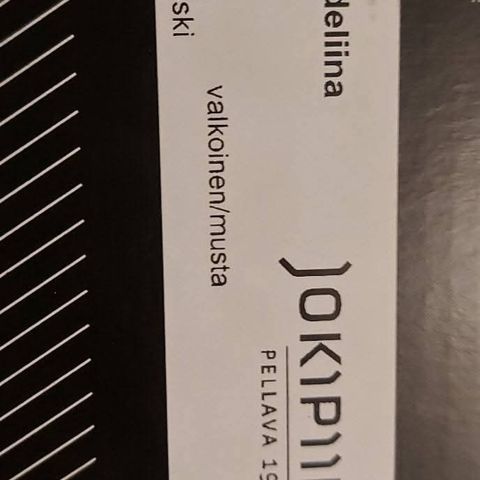 deliina
ski
valkoinen/musta
JOKIPII
PELLAVA 19